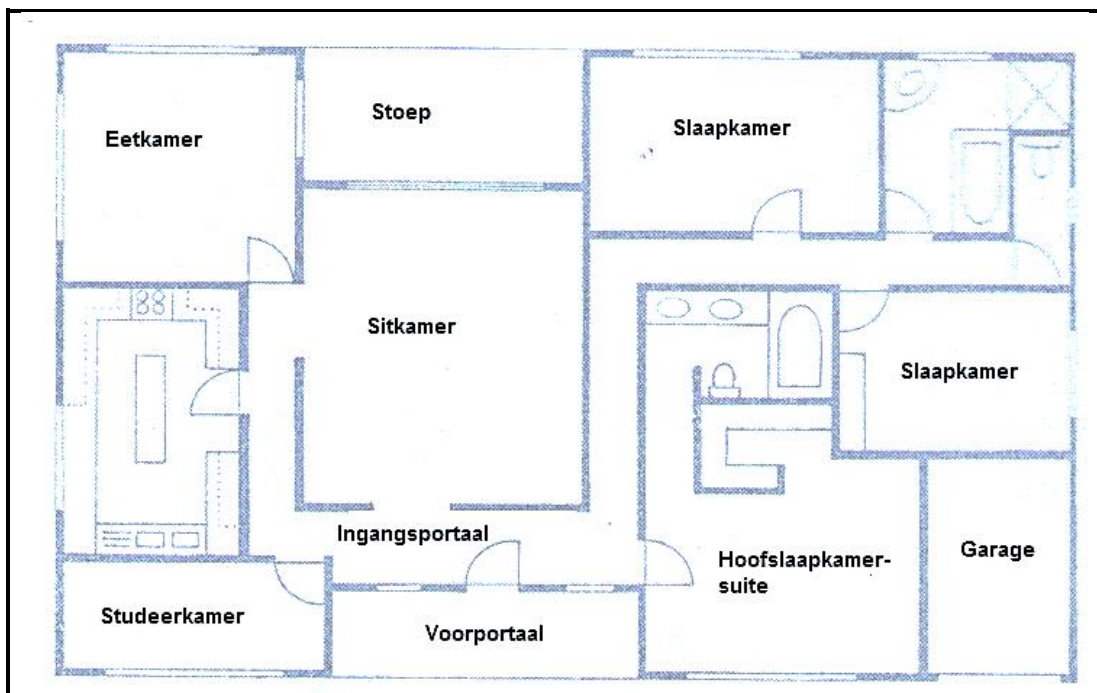 Eetkamer
Stoep
Slaapkamer
Sitkamer
Slaapkamer
Ingangsportaal
Hoofslaapkamer-
suite
Garage
Studeerkamer
Voorportaal